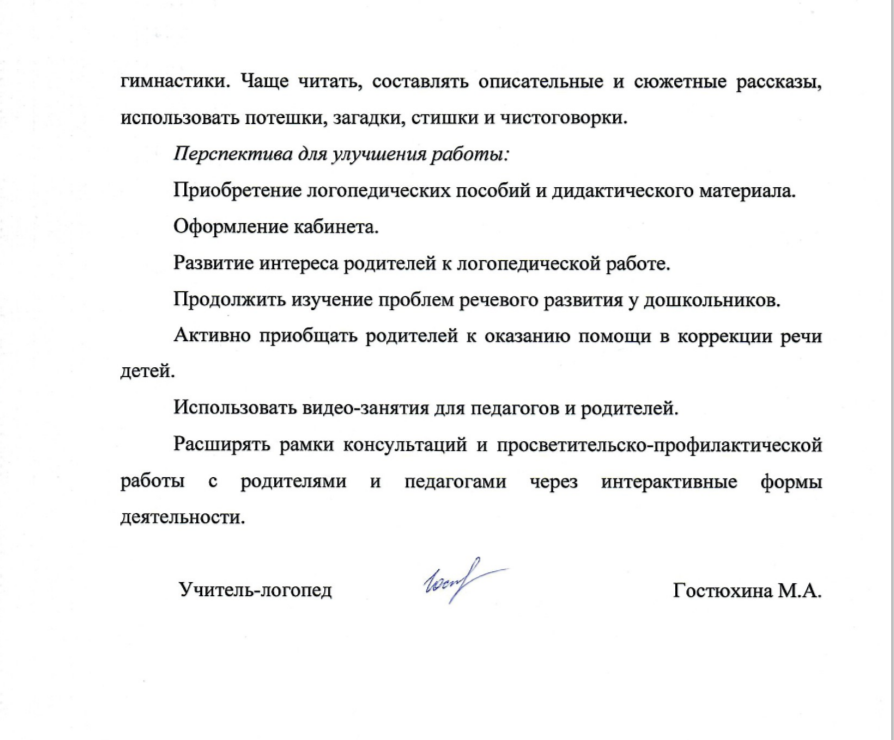 гимнастики. Чаще читать, составлять описательные и сюжетные рассказы,
использовать потешки, загадки, стишки и чистоговорки.
Перспектива для улучшения работы:
Приобретение логопедических пособий и дидактического материала.
Оформление кабинета.
Развитие интереса родителей к логопедической работе.
Продолжить изучение проблем речевого развития у дошкольников.
Активно приобщать родителей к оказанию помощи в коррекции речи
детей.
Использовать видео-занятия для педагогов и родителей.
Расширять рамки консультаций и просветительско-профилактической
работы с родителями и педагогами через интерактивные формы
деятельности.
Учитель-логопед Гостюхина М.А.